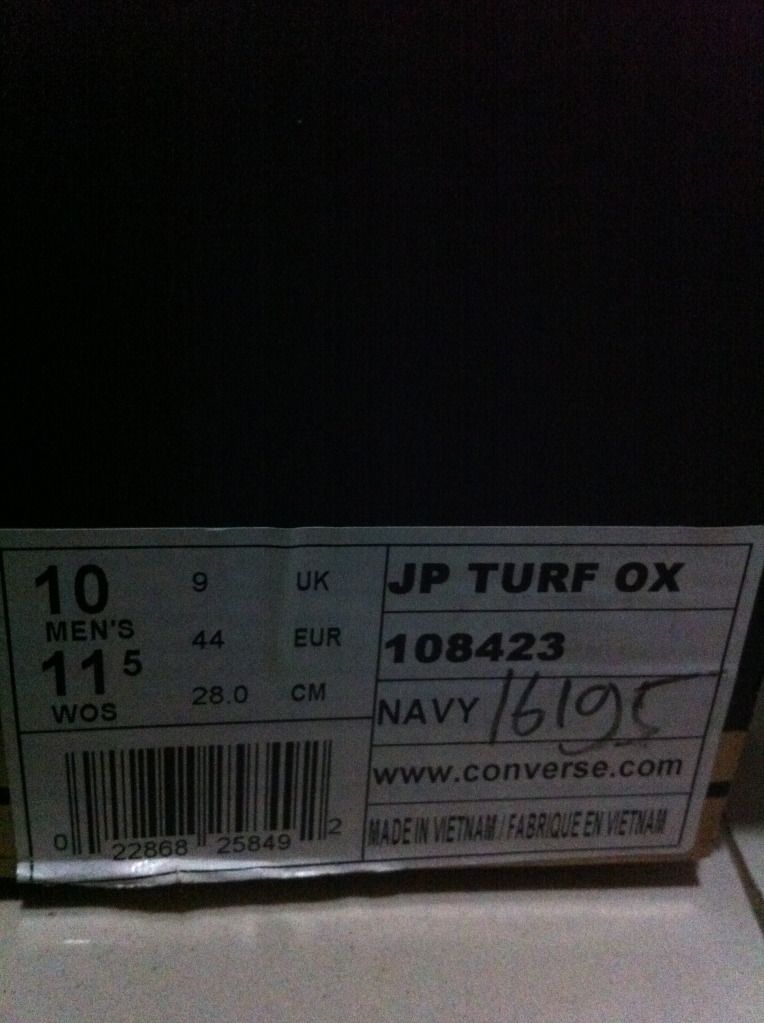 10 9 UK
MEN'S
44 EUR
11 5
28.0 CM
WOS
0 22868 25849 2
JP TURF OX
108423
NAVY 16195
www.converse.com
MADE IN VIETNAM / FABRIQUE EN VIETNAM